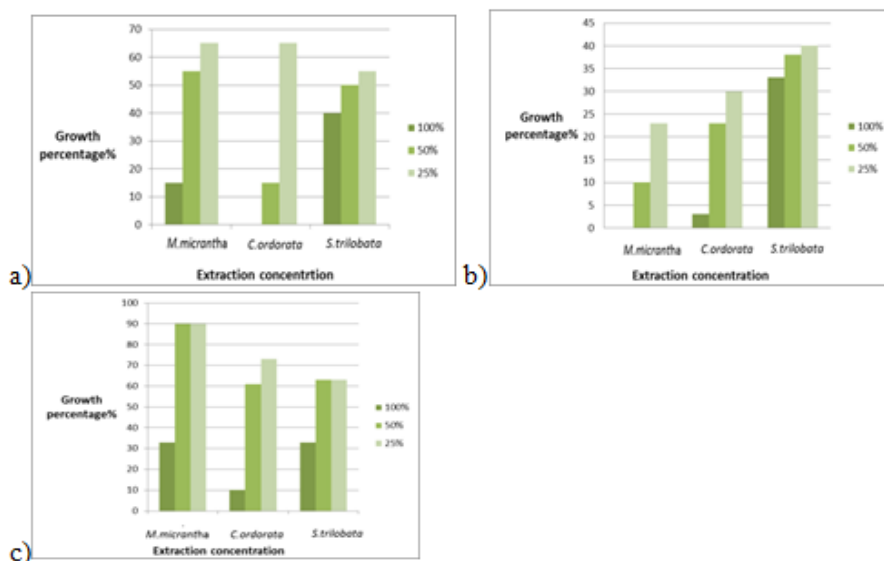 70
60
50
40
30
20
10
0
Growth
percentage%
100%
50%
25%
M.micrantha C.ordorata S.trilobata
Extraction concentrtion
a)
45
40
35
30
25
20
15
10
5
0
Growth
percentage%
100%
50%
25%
M.micrantha C.ordorata S.trilobata
Extraction concentration
b)
100
90
80
70
60
50
40
30
20
10
0
Growth
percentage%
100%
50%
25%
M.micrantha C.ordorata S.trilobata
Extraction concentration
c)